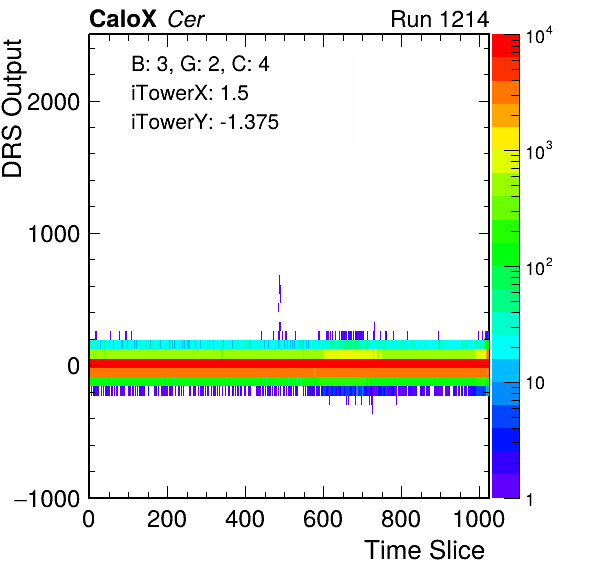 CaloX Cer Run 1214
B: 3, G: 2, C: 4
iTowerX: 1.5
iTowerY: -1.375
DRS Output
2000
1000
0
−1000
0 200 400 600 800 1000
Time Slice
10^4
10^3
10^2
10
1